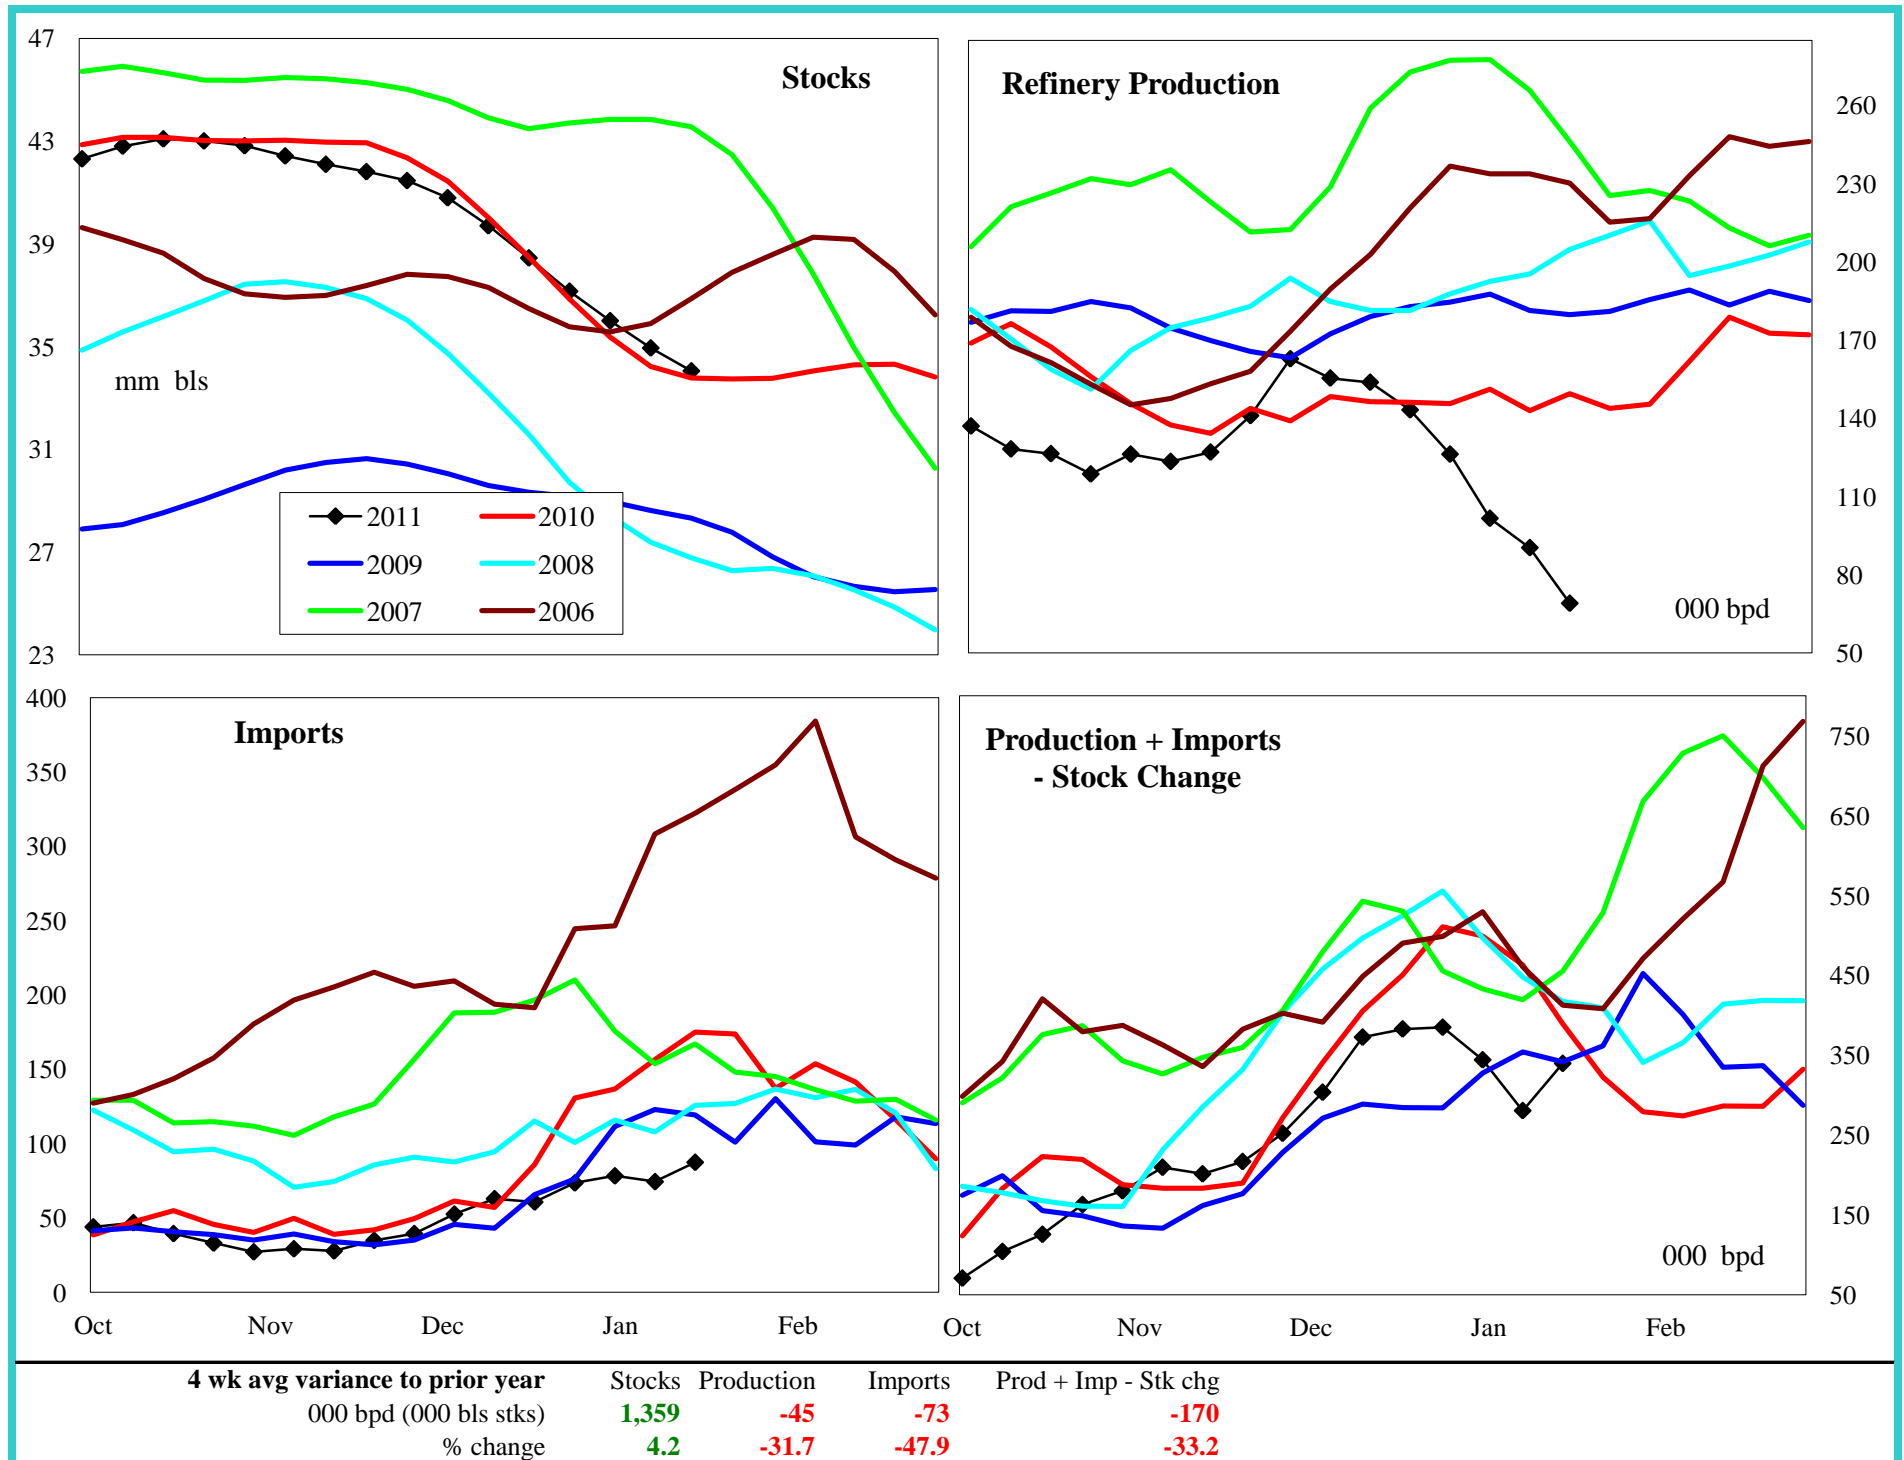 Stocks
47
43
39
35
31
27
23
mm bls
2011
2010
2009
2008
2007
2006
Refinery Production
260
230
200
170
140
110
80
50
000 bpd
Imports
400
350
300
250
200
150
100
50
0
Oct Nov Dec Jan Feb
Production + Imports
- Stock Change
750
650
550
450
350
250
150
50
000 bpd
Oct Nov Dec Jan Feb
4 wk avg variance to prior year Stocks Production Imports Prod + Imp - Stk chg
000 bpd (000 bls stks) 1,359 -45 -73 -170
% change 4.2 -31.7 -47.9 -33.2